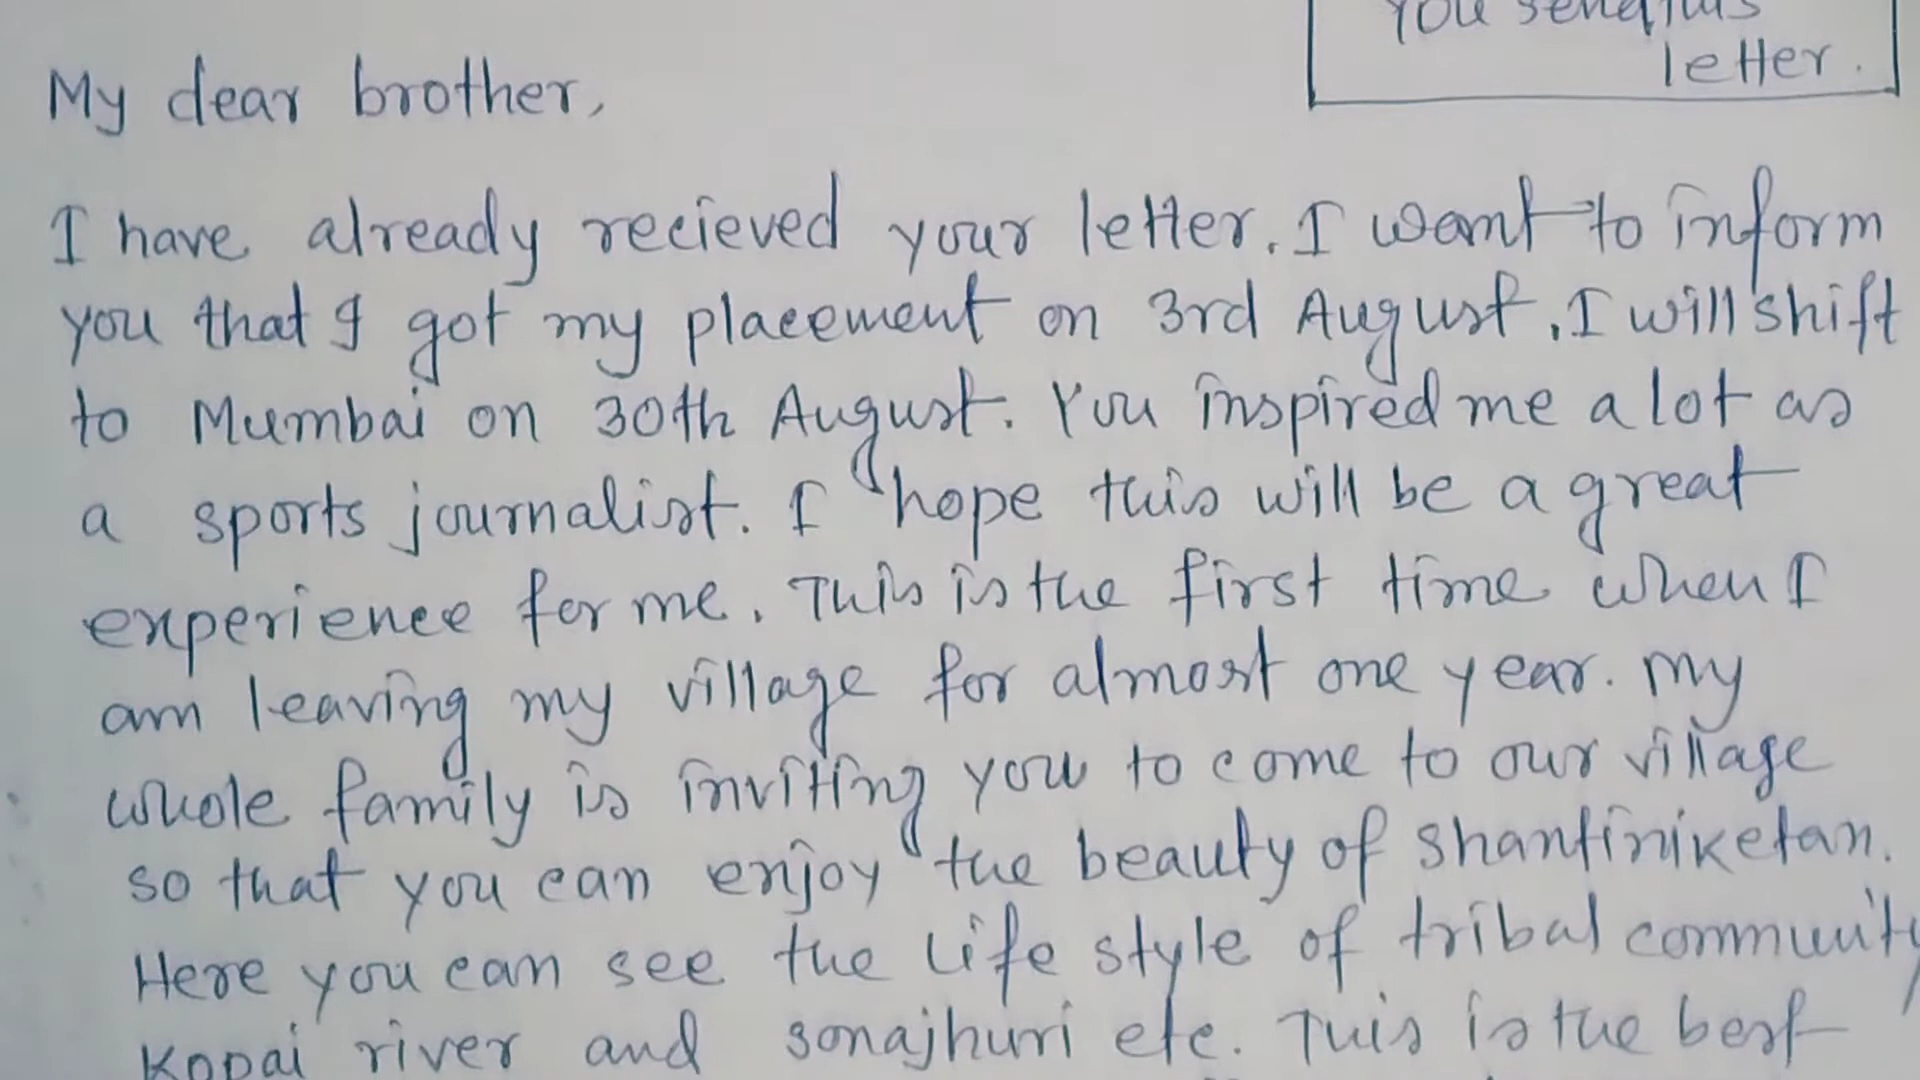 You send this
letter.
My dear brother,
I have already recieved your letter. I want to inform
you that I got my placement on 3rd August. I will shift
to Mumbai on 30th August. You inspired me a lot as
a sports journalist. I hope this will be a great
experience for me. This is the first time when I
am leaving my village for almost one year. My
whole family is inviting you to come to our village
so that you can enjoy the beauty of shantiniketan.
Here you can see the life style of tribal community
Kopai river and sonajhuri etc. This is the best